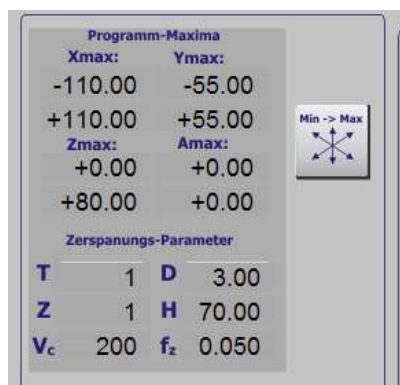 Programm-Maxima
Xmax: Ymax:
-110.00 -55.00
+110.00 +55.00
Zmax: Amax:
+0.00 +0.00
+80.00 +0.00
Min -> Max
Zerspanungs-Parameter
T 1 D 3.00
Z 1 H 70.00
Vc 200 fz 0.050